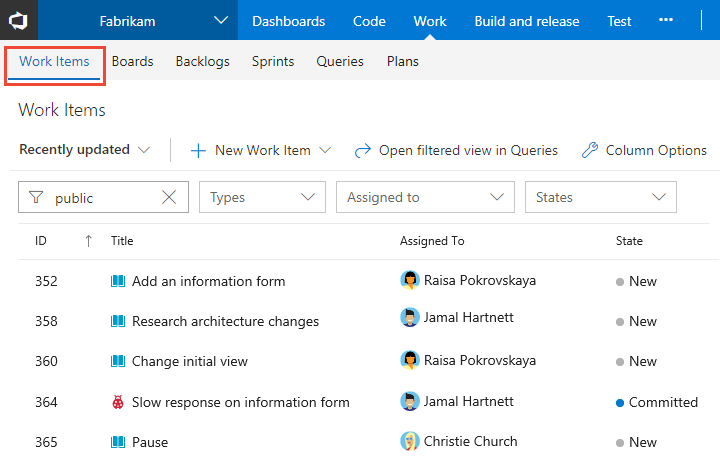 Fabrikam Dashboards Code Work Build and release Test •••
Work Items Boards Backlogs Sprints Queries Plans
Work Items
Recently updated New Work Item Open filtered view in Queries Column Options
public Types Assigned to States
ID Title Assigned To State
352 Add an information form Raisa Pokrovskaya New
358 Research architecture changes Jamal Hartnett New
360 Change initial view Raisa Pokrovskaya New
364 Slow response on information form Jamal Hartnett Committed
365 Pause Christie Church New